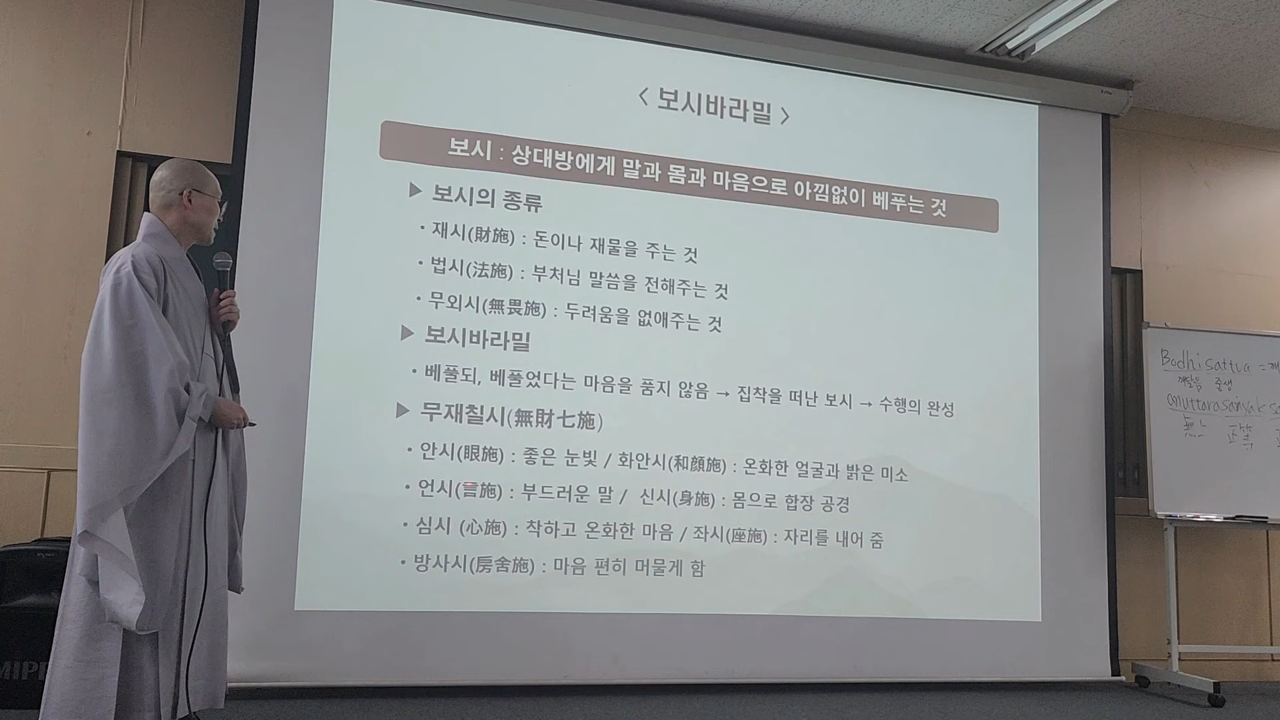 < 보시바라밀 >
보시 : 상대방에게 말과 몸과 마음으로 아낌없이 베푸는 것
▶ 보시의 종류
• 재시(財施) : 돈이나 재물을 주는 것
• 법시(法施) : 부처님 말씀을 전해주는 것
• 무외시(無畏施) : 두려움을 없애주는 것
▶ 보시바라밀
• 베풀되, 베풀었다는 마음을 품지 않음 → 집착을 떠난 보시 → 수행의 완성
▶ 무재칠시(無財七施)
• 안시(眼施) : 좋은 눈빛 / 화안시(和顔施) : 온화한 얼굴과 밝은 미소
• 언시(言施) : 부드러운 말 / 신시(身施) : 몸으로 합장 공경
• 심시 (心施) : 착하고 온화한 마음 / 좌시(座施) : 자리를 내어 줌
• 방사시(房舍施) : 마음 편히 머물게 함
Bodhisattva =
깨달음 중생
無上 正等